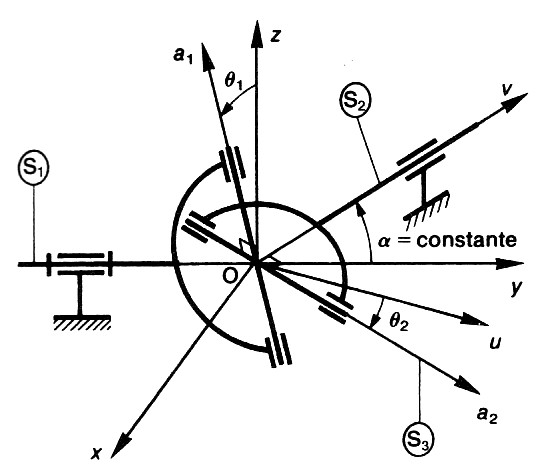 z
a1
θ1
S2
v
S1
α = constante
O
y
θ2
u
a2
x
S3